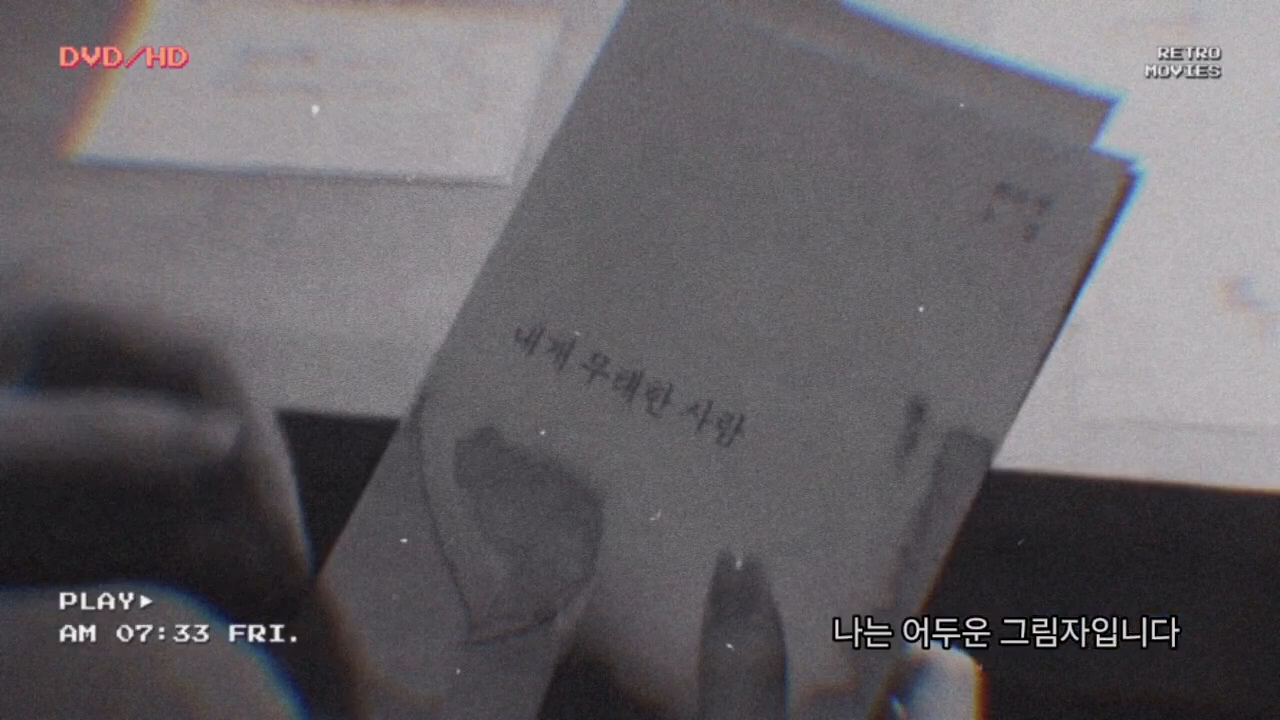 DVD/HD
RETRO
MOVIES
내게 무해한 사람
PLAY▶
AM 07:33 FRI.
나는 어두운 그림자입니다